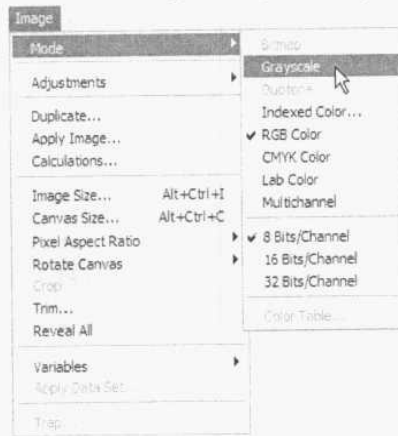 Image
Mode
Adjustments
Duplicate...
Apply Image...
Calculations...
Image Size... Alt+Ctrl+I
Canvas Size... Alt+Ctrl+C
Pixel Aspect Ratio
Rotate Canvas
Crop
Trim...
Reveal All
Variables
Apply Data Set...
Trap...
Bitmap
Grayscale
Duotone
Indexed Color...
RGB Color
CMYK Color
Lab Color
Multichannel
8 Bits/Channel
16 Bits/Channel
32 Bits/Channel
Color Table...